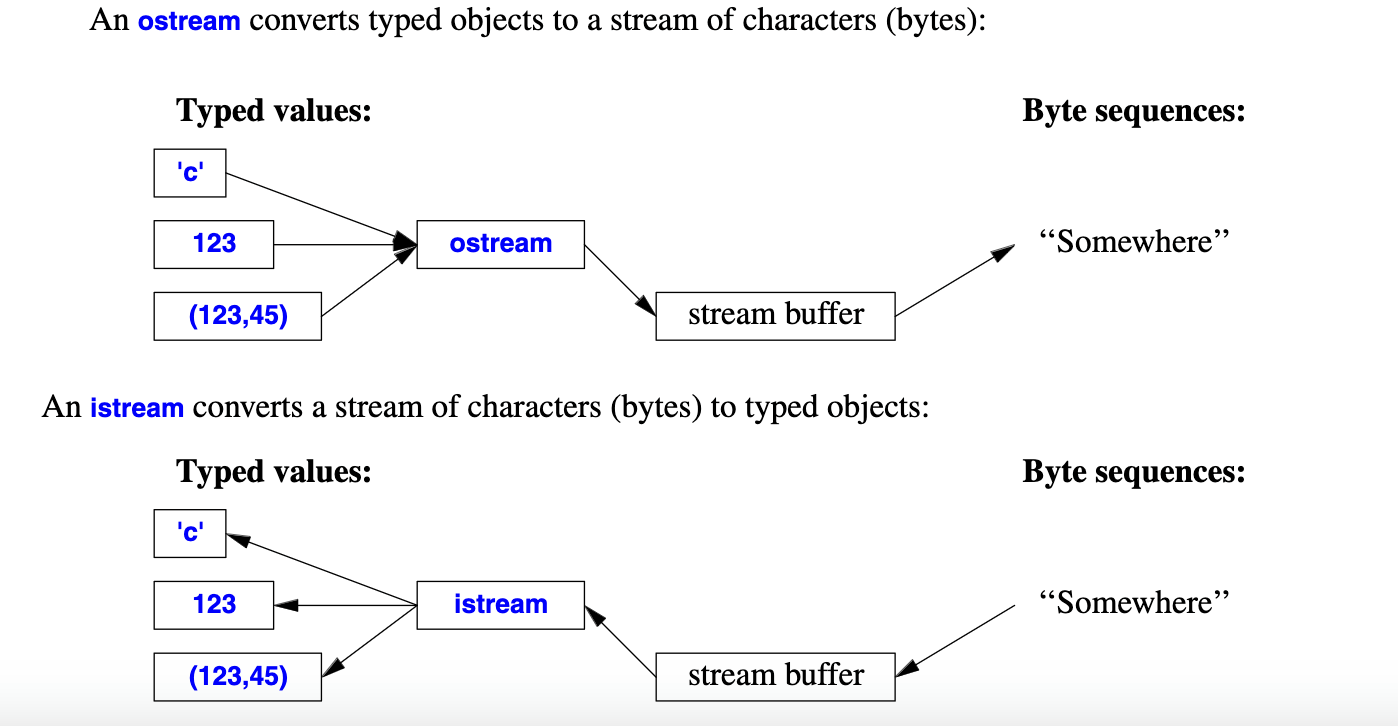 An ostream converts typed objects to a stream of characters (bytes):
Typed values: Byte sequences:
'c'
123 ostream “Somewhere”
(123,45) stream buffer
An istream converts a stream of characters (bytes) to typed objects:
Typed values: Byte sequences:
'c'
123 istream “Somewhere”
(123,45) stream buffer